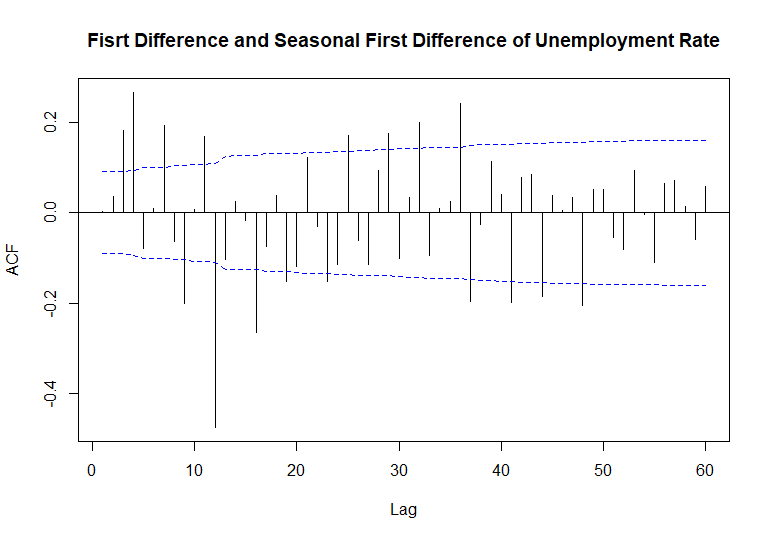 Fisrt Difference and Seasonal First Difference of Unemployment Rate
ACF
0.2
0.0
-0.2
-0.4
0 10 20 30 40 50 60
Lag